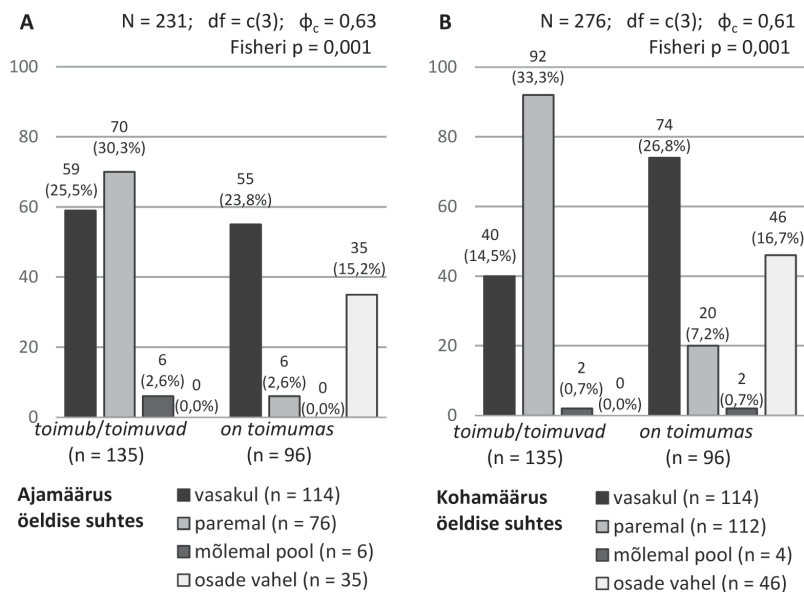 A
N = 231; df = c(3); ϕc = 0,63
Fisheri p = 0,001
100
80
60
40
20
0
59
(25,5%)
70
(30,3%)
6
(2,6%)
0
(0,0%)
55
(23,8%)
6
(2,6%)
0
(0,0%)
35
(15,2%)
toimub/toimuvad
(n = 135)
on toimumas
(n = 96)
Ajamäärus
öeldise suhtes
vasakul (n = 114)
paremal (n = 76)
mõlemal pool (n = 6)
osade vahel (n = 35)
B
N = 276; df = c(3); ϕc = 0,61
Fisheri p = 0,001
100
80
60
40
20
0
40
(14,5%)
92
(33,3%)
2
(0,7%)
0
(0,0%)
74
(26,8%)
20
(7,2%)
2
(0,7%)
46
(16,7%)
toimub/toimuvad
(n = 135)
on toimumas
(n = 96)
Kohamäärus
öeldise suhtes
vasakul (n = 114)
paremal (n = 112)
mõlemal pool (n = 4)
osade vahel (n = 46)